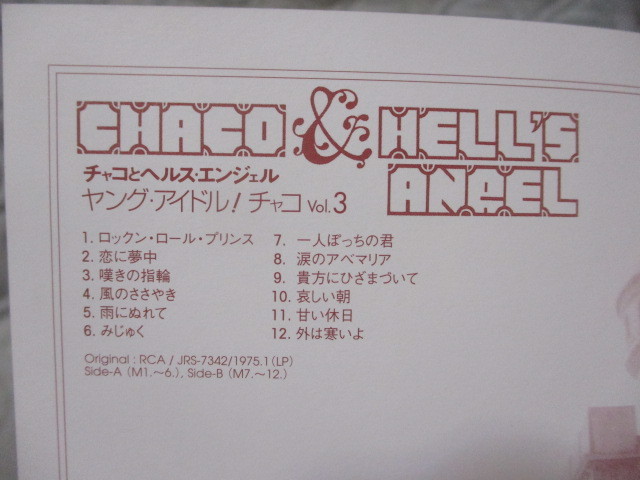 CHACO & HELL'S ANGEL
チャコとヘルス・エンジェル
ヤング・アイドル! チャコ Vol.3
1. ロックン・ロール・プリンス
2. 恋に夢中
3. 嘆きの指輪
4. 風のささやき
5. 雨にぬれて
6. みじゅく
7. 一人ぼっちの君
8. 涙のアベマリア
9. 貴方にひざまづいて
10. 哀しい朝
11. 甘い休日
12. 外は寒いよ
Original : RCA / JRS-7342/1975.1 (LP)
Side-A (M1.〜6.), Side-B (M7.〜12.)